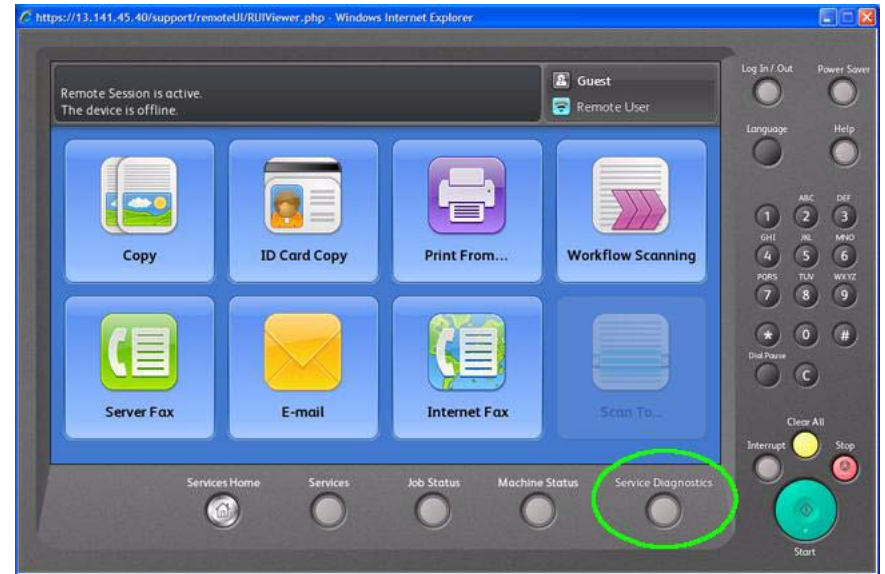 https://13.141.45.40/support/remoteUI/RUIViewer.php - Windows Internet Explorer
Remote Session is active.
The device is offline.
Guest
Remote User
Copy
ID Card Copy
Print From...
Workflow Scanning
Server Fax
E-mail
Internet Fax
Scan To...
Services Home
Services
Job Status
Machine Status
Service Diagnostics
Log In / Out
Power Saver
Language
Help
ABC DEF
1 2 3
GHI JKL MNO
4 5 6
PQRS TUV WXYZ
7 8 9
* 0 #
Dial Pause
C
Clear All
Interrupt
Stop
Start